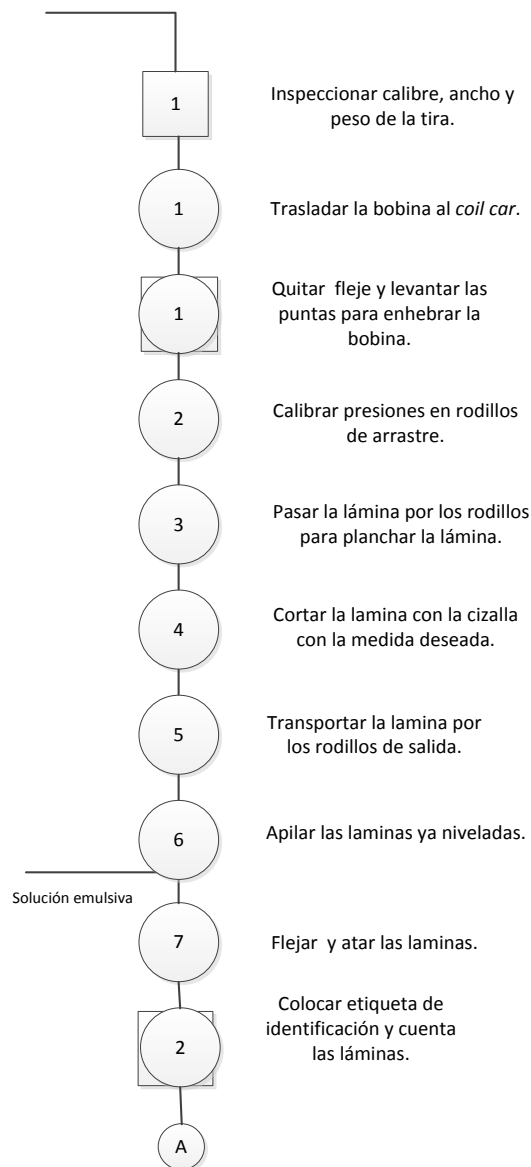 1
Inspeccionar calibre, ancho y
peso de la tira.
1
Trasladar la bobina al coil car.
1
Quitar fleje y levantar las
puntas para enhebrar la
bobina.
2
Calibrar presiones en rodillos
de arrastre.
3
Pasar la lámina por los rodillos
para planchar la lámina.
4
Cortar la lamina con la cizalla
con la medida deseada.
5
Transportar la lamina por
los rodillos de salida.
6
Apilar las laminas ya niveladas.
Solución emulsiva
7
Flejar y atar las laminas.
2
Colocar etiqueta de
identificación y cuenta
las láminas.
A